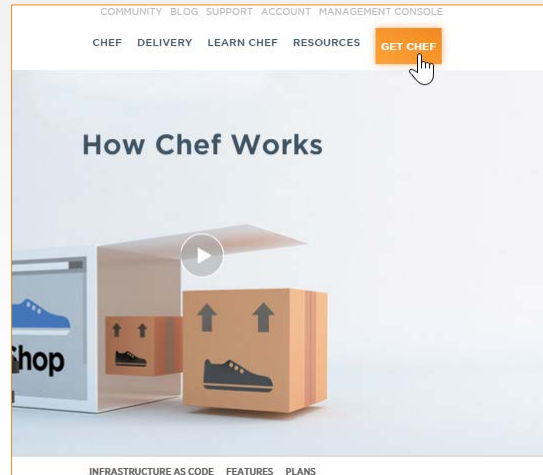 COMMUNITY BLOG SUPPORT ACCOUNT MANAGEMENT CONSOLE
CHEF DELIVERY LEARN CHEF RESOURCES GET CHEF
How Chef Works
hop
INFRASTRUCTURE AS CODE FEATURES PLANS